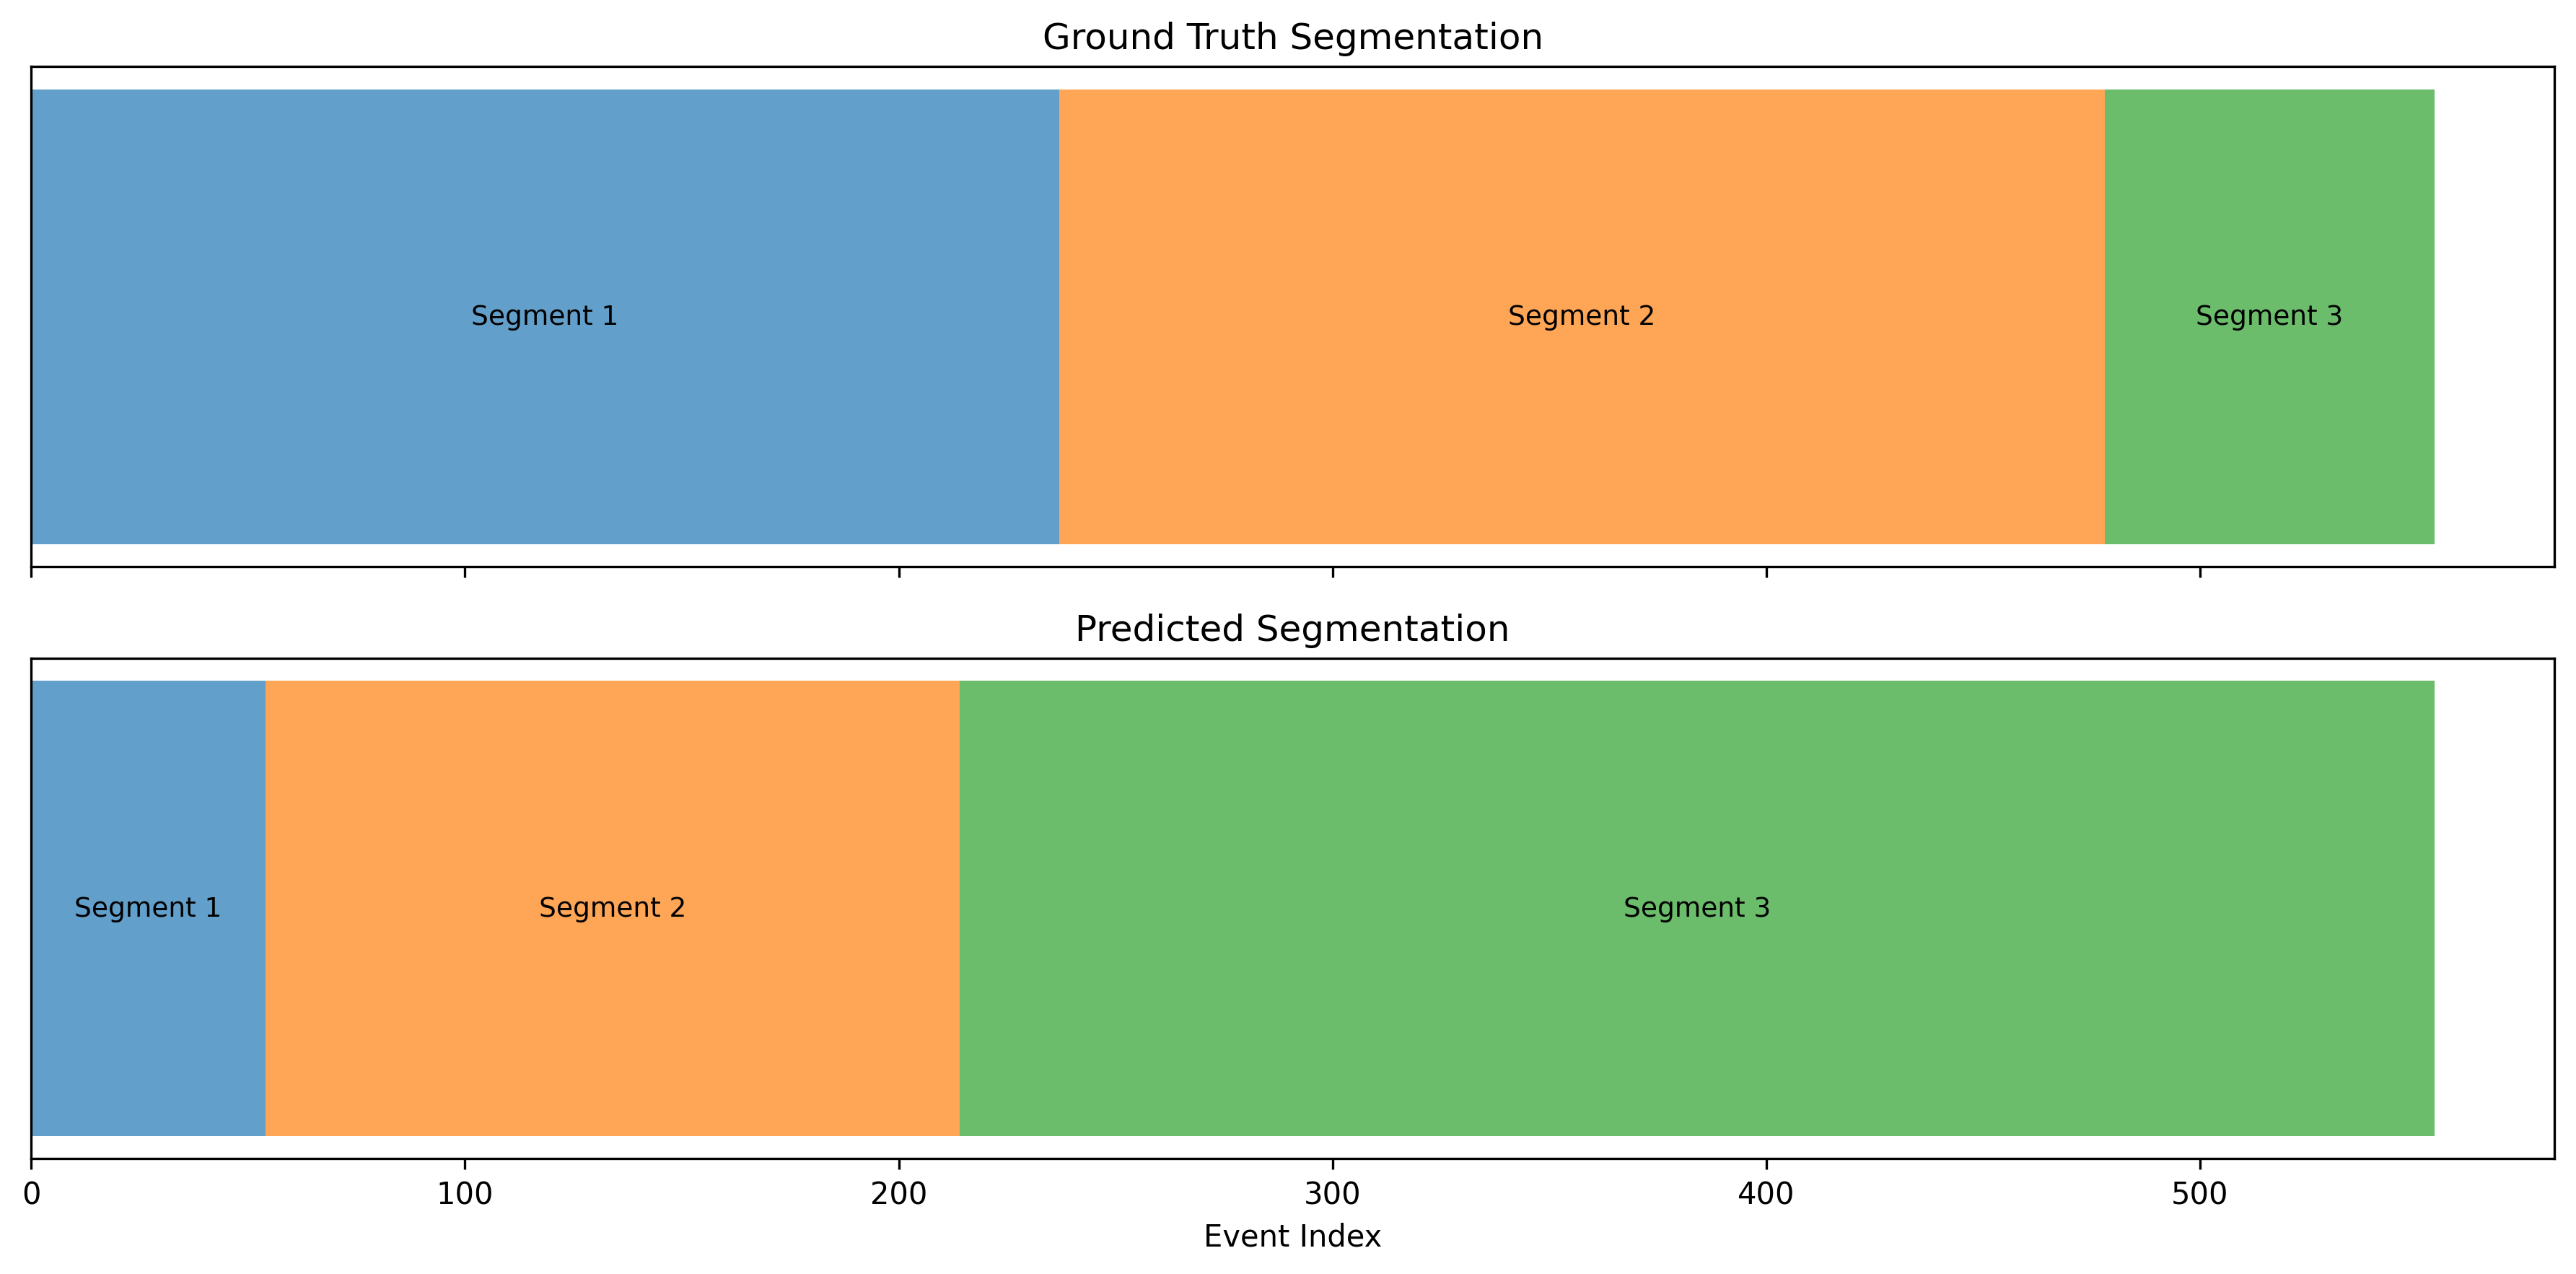 Ground Truth Segmentation
Segment 1
Segment 2
Segment 3
Predicted Segmentation
Segment 1
Segment 2
Segment 3
0
100
200
300
400
500
Event Index